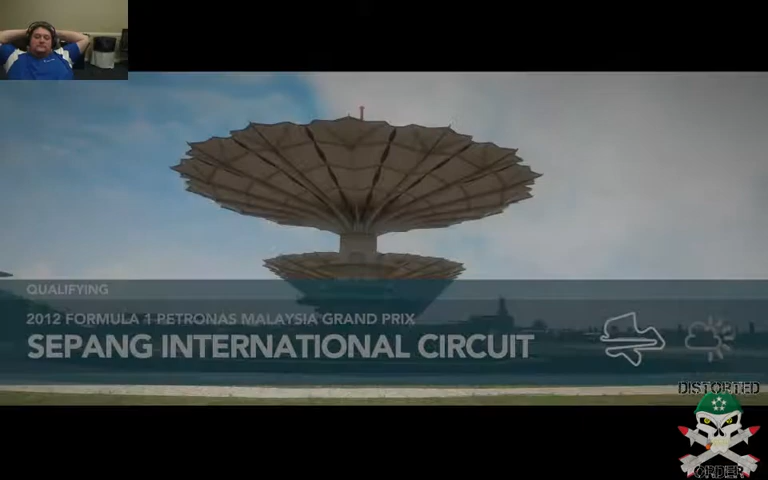 QUALIFYING
2012 FORMULA 1 PETRONAS MALAYSIA GRAND PRIX
SEPANG INTERNATIONAL CIRCUIT
DISTORTED
ORDER